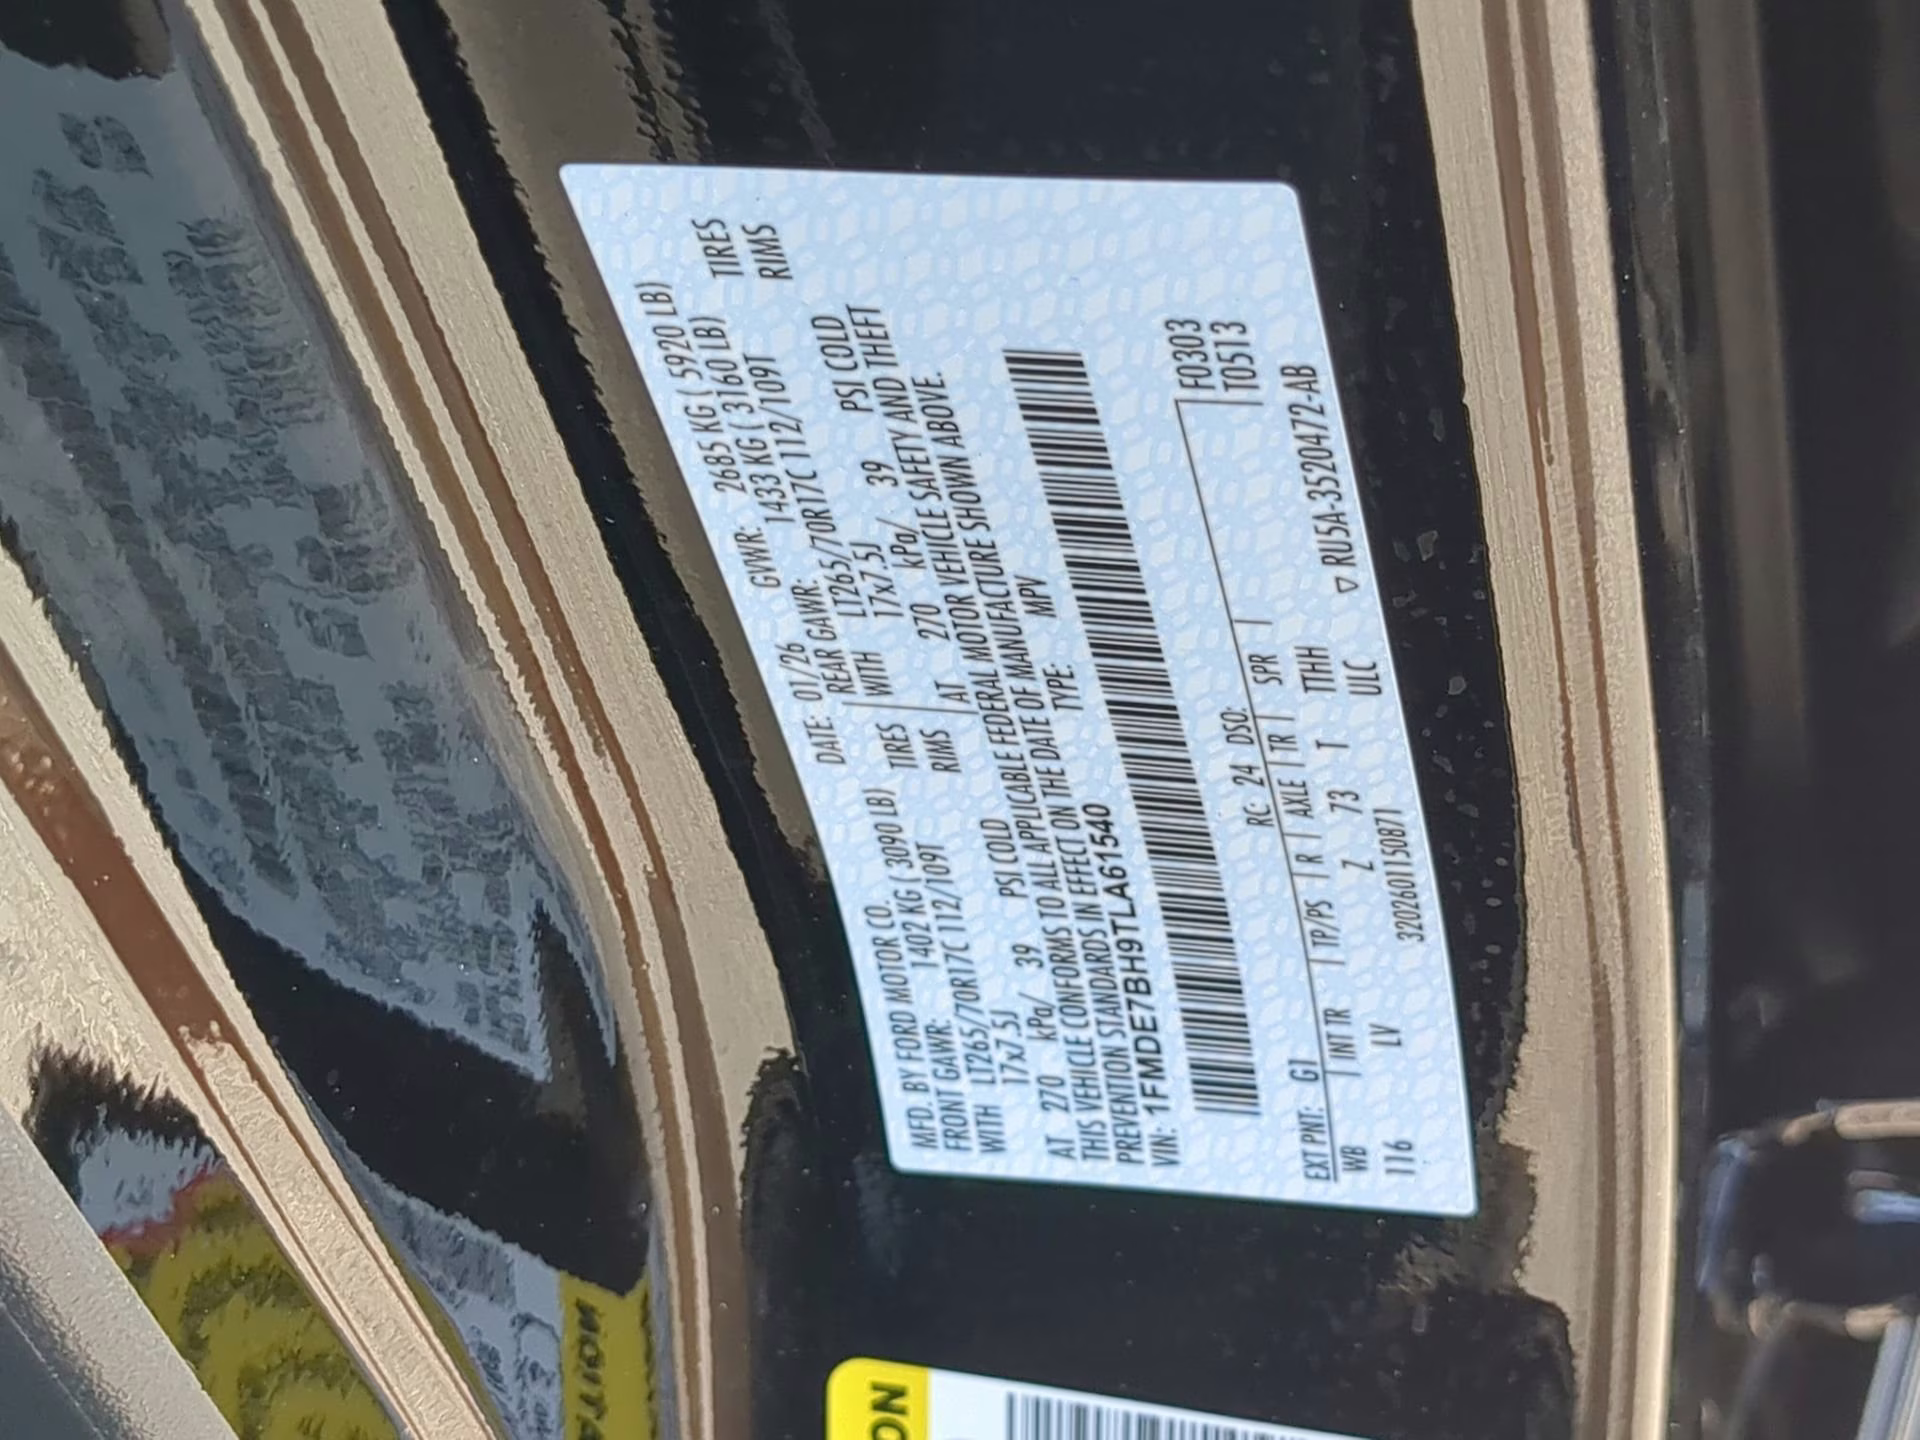 MFD. BY FORD MOTOR CO. DATE: 01/26 GVWR: 2685 KG ( 5920 LB)
FRONT GAWR: 1402 KG ( 3090 LB) REAR GAWR: 1433 KG ( 3160 LB)
WITH LT265/70R17C 112/109T TIRES WITH LT265/70R17C 112/109T TIRES
17x7.5J RIMS 17x7.5J RIMS
AT 270 kPa/ 39 PSI COLD AT 270 kPa/ 39 PSI COLD
THIS VEHICLE CONFORMS TO ALL APPLICABLE FEDERAL MOTOR VEHICLE SAFETY AND THEFT
PREVENTION STANDARDS IN EFFECT ON THE DATE OF MANUFACTURE SHOWN ABOVE.
VIN: 1FMDE7BH9TLA61540 TYPE: MPV
F0303
T0513
EXT PNT: G1 RC: 24 DSO:
WB INT TR TP/PS R AXLE TR SPR
116 LV Z 73 T THH
ULC
3202601150871
▽ RU5A-3520472-AB
ON